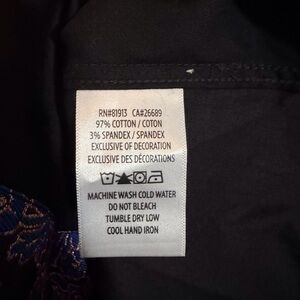 RN#81913 CA#26689
97% COTTON / COTON
3% SPANDEX / SPANDEX
EXCLUSIVE OF DECORATION
EXCLUSIVE DES DÉCORATIONS
MACHINE WASH COLD WATER
DO NOT BLEACH
TUMBLE DRY LOW
COOL HAND IRON